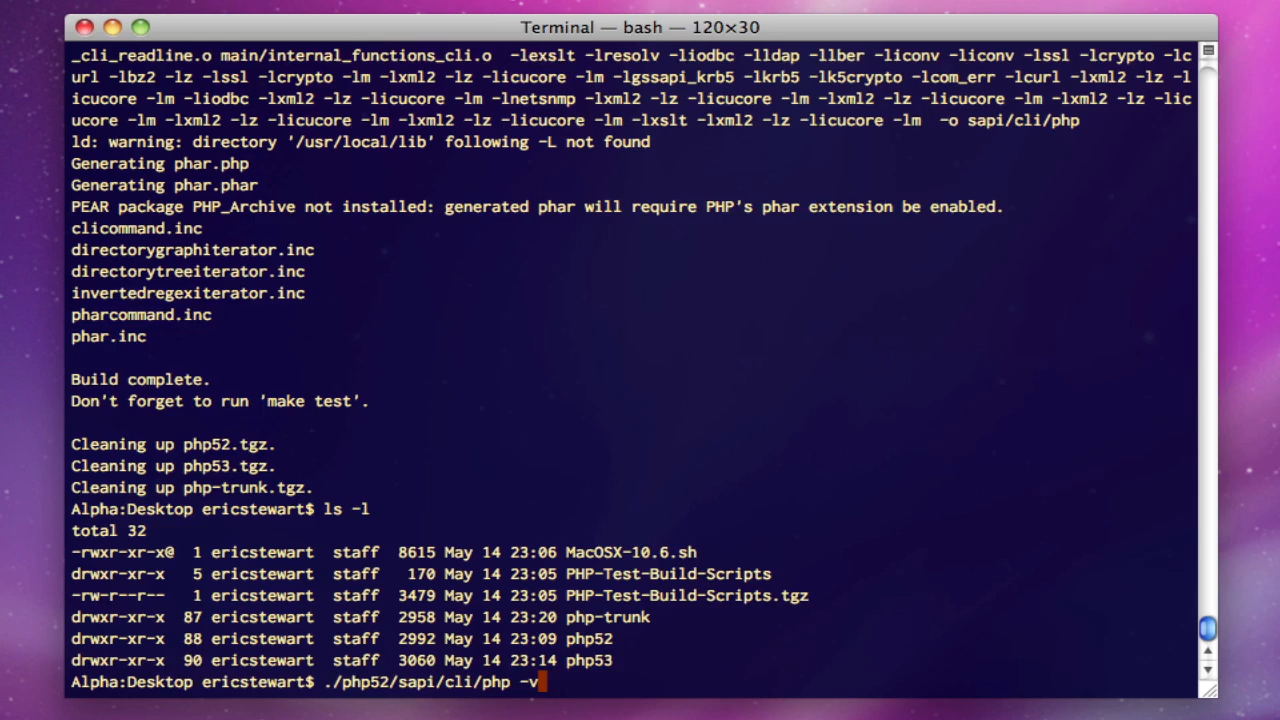 Terminal — bash — 120×30
_cli_readline.o main/internal_functions_cli.o  -lexslt -lresolv -liodbc -lldap -llber -liconv -liconv -lssl -lcrypto -lc
url -lbz2 -lz -lssl -lcrypto -lm -lxml2 -lz -licucore -lm -lgssapi_krb5 -lkrb5 -lk5crypto -lcom_err -lcurl -lxml2 -lz -l
icucore -lm -liodbc -lxml2 -lz -licucore -lm -lnetsnmp -lxml2 -lz -licucore -lm -lxml2 -lz -licucore -lm -lxml2 -lz -lic
ucore -lm -lxml2 -lz -licucore -lm -lxml2 -lz -licucore -lm -lxslt -lxml2 -lz -licucore -lm  -o sapi/cli/php
ld: warning: directory '/usr/local/lib' following -L not found
Generating phar.php
Generating phar.phar
PEAR package PHP_Archive not installed: generated phar will require PHP's phar extension be enabled.
clicommand.inc
directorygraphiterator.inc
directorytreeiterator.inc
invertedregexiterator.inc
pharcommand.inc
phar.inc
Build complete.
Don't forget to run 'make test'.
Cleaning up php52.tgz.
Cleaning up php53.tgz.
Cleaning up php-trunk.tgz.
Alpha:Desktop ericstewart$ ls -l
total 32
-rwxr-xr-x@  1 ericstewart  staff  8615 May 14 23:06 MacOSX-10.6.sh
drwxr-xr-x   5 ericstewart  staff   170 May 14 23:05 PHP-Test-Build-Scripts
-rw-r--r--   1 ericstewart  staff  3479 May 14 23:05 PHP-Test-Build-Scripts.tgz
drwxr-xr-x  87 ericstewart  staff  2958 May 14 23:20 php-trunk
drwxr-xr-x  88 ericstewart  staff  2992 May 14 23:09 php52
drwxr-xr-x  90 ericstewart  staff  3060 May 14 23:14 php53
Alpha:Desktop ericstewart$ ./php52/sapi/cli/php -v